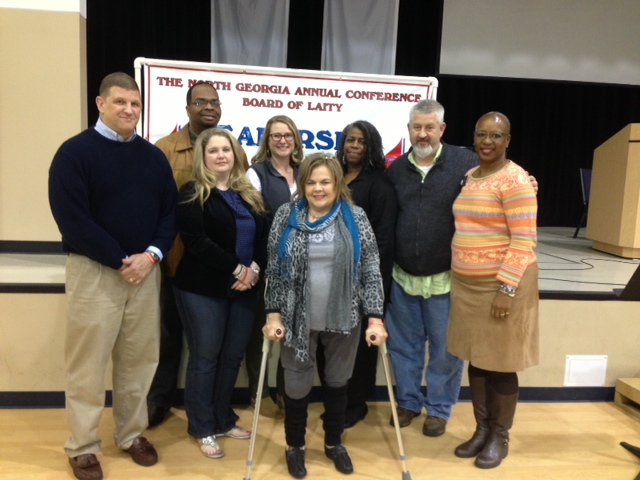 THE NORTH GEORGIA ANNUAL CONFERENCE
BOARD OF LAITY